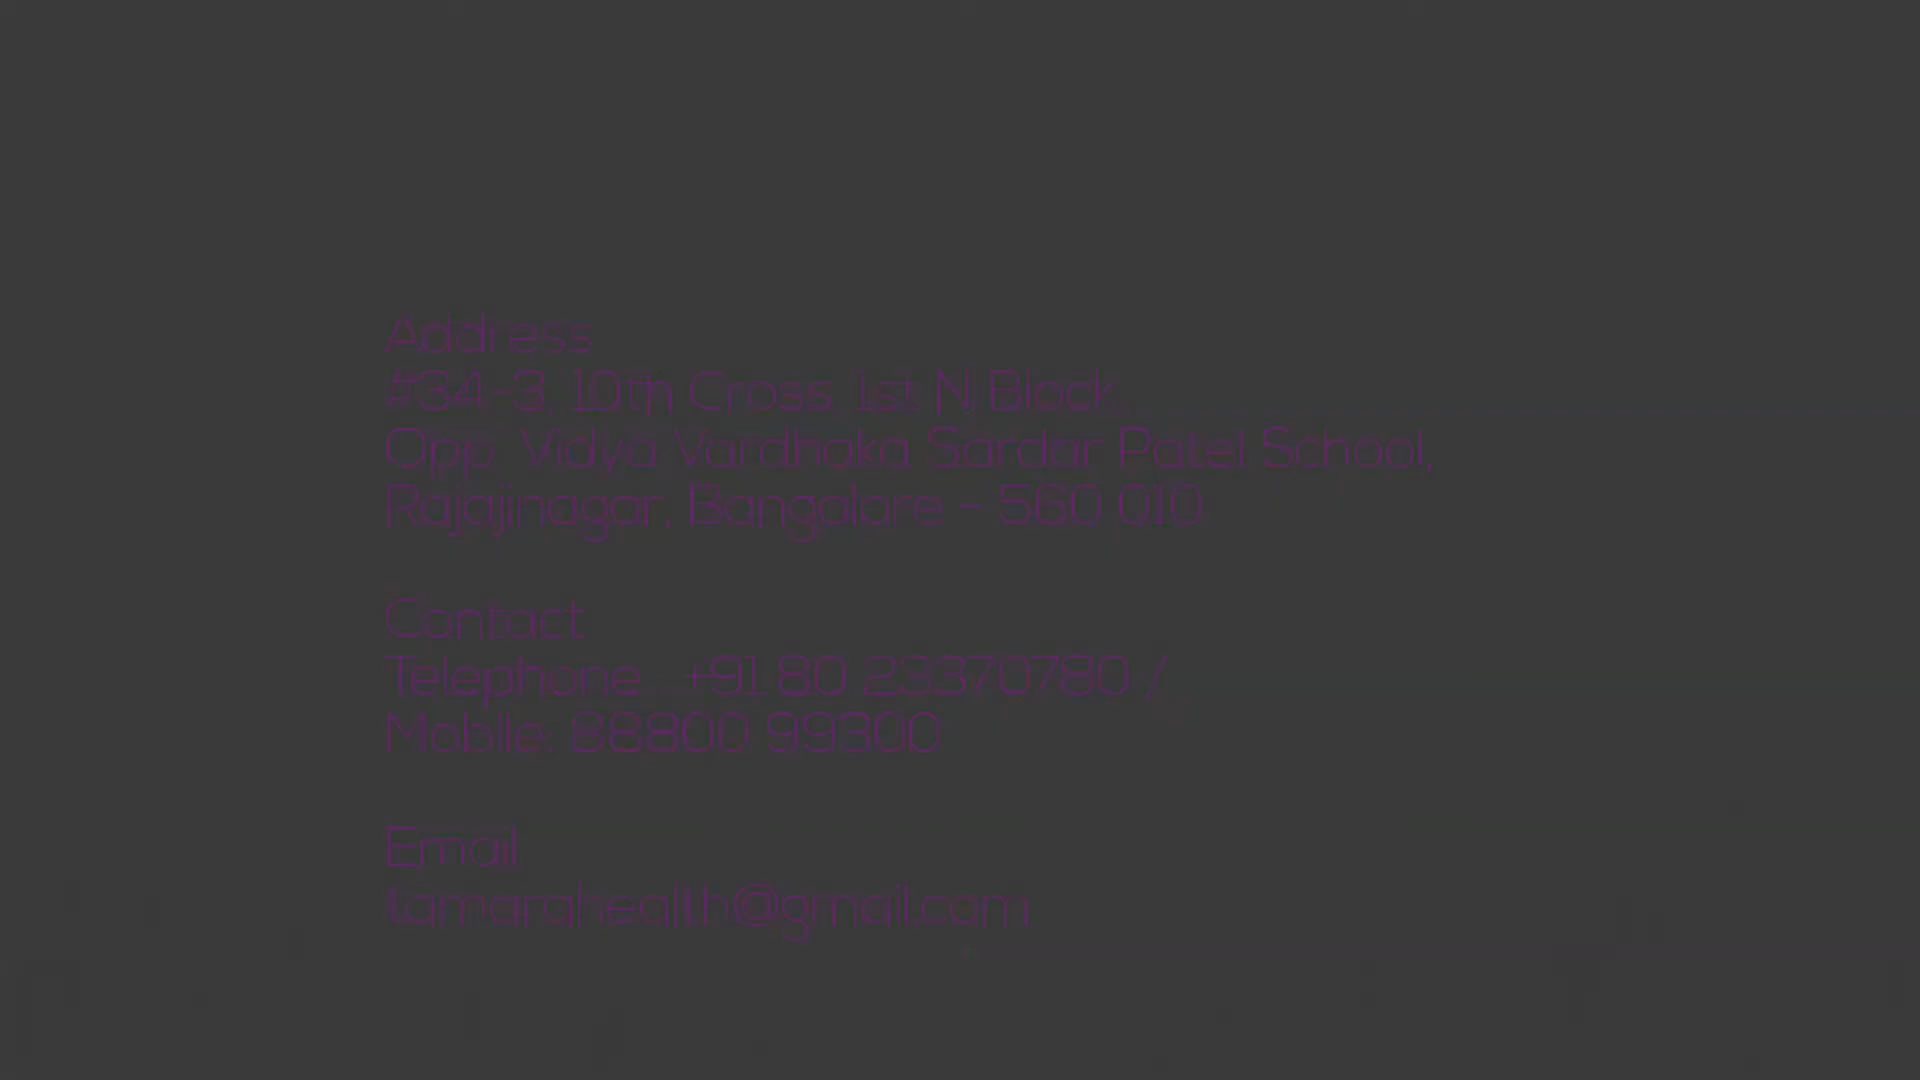 Address
#34-3, 10th Cross, 1st N Block,
Opp. Vidya Vardhaka Sardar Patel School,
Rajajinagar, Bangalore - 560 010
Contact
Telephone: +91 80 23370780 /
Mobile: 88800 99300
Email
tamarahealth@gmail.com